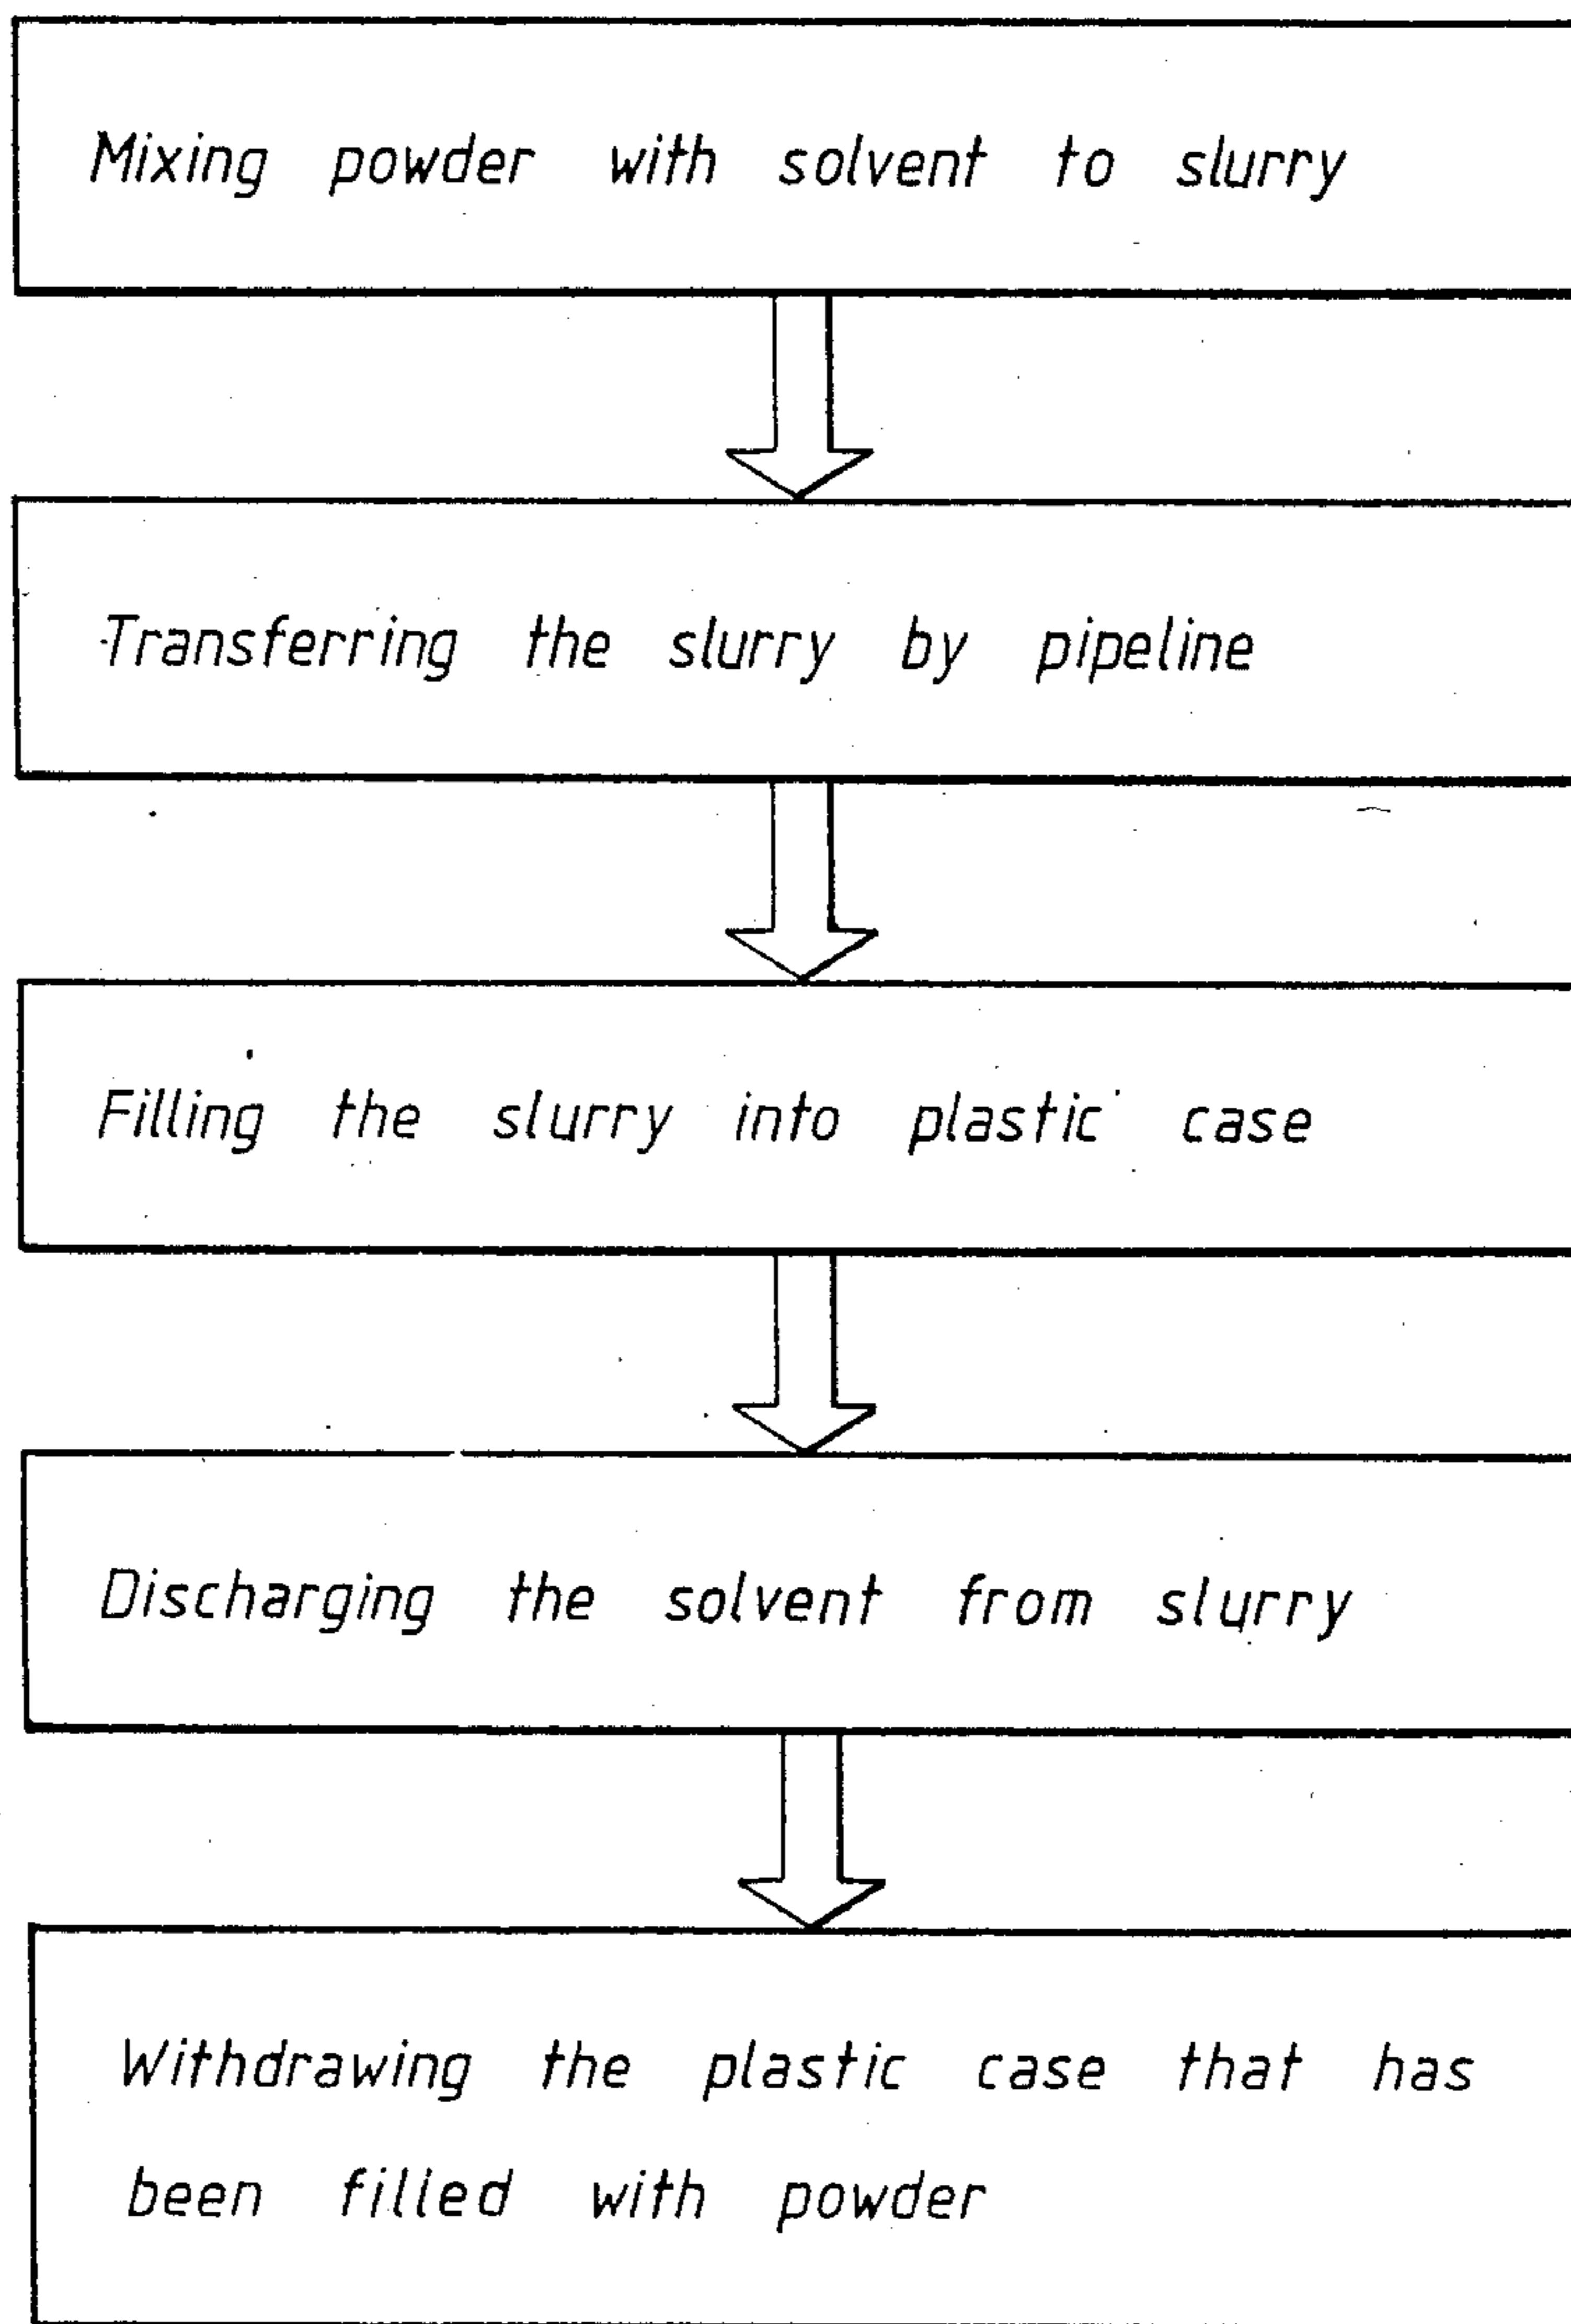 Mixing powder with solvent to slurry
Transferring the slurry by pipeline
Filling the slurry into plastic case
Discharging the solvent from slurry
Withdrawing the plastic case that has
been filled with powder